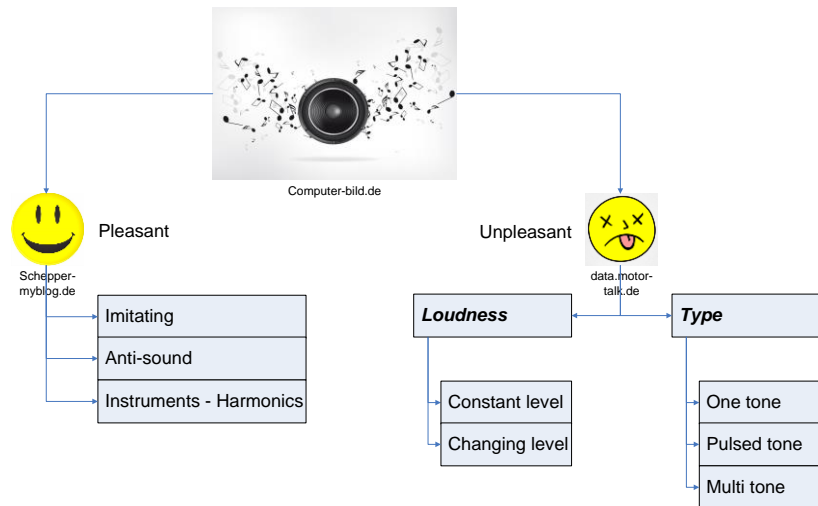 Computer-bild.de
Pleasant
Unpleasant
Schepper-
myblog.de
data.motor-
talk.de
Imitating
Anti-sound
Instruments - Harmonics
Loudness
Constant level
Changing level
Type
One tone
Pulsed tone
Multi tone